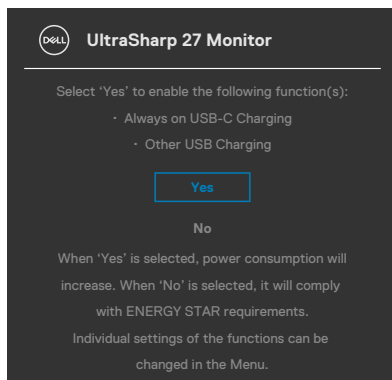 DELL
UltraSharp 27 Monitor
Select ‘Yes’ to enable the following function(s):
· Always on USB-C Charging
· Other USB Charging
Yes
No
When ‘Yes’ is selected, power consumption will
increase. When ‘No’ is selected, it will comply
with ENERGY STAR requirements.
Individual settings of the functions can be
changed in the Menu.